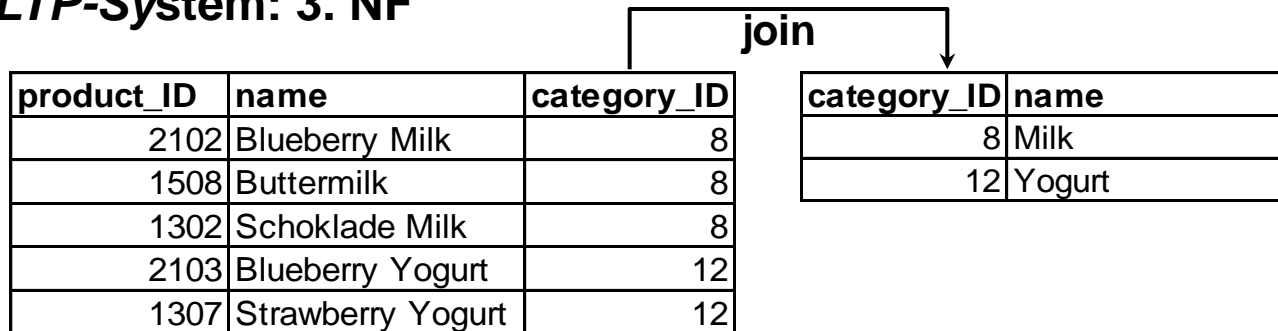 LTP-System: 3. NF
join
product_ID name category_ID
2102 Blueberry Milk 8
1508 Buttermilk 8
1302 Schoklade Milk 8
2103 Blueberry Yogurt 12
1307 Strawberry Yogurt 12
category_ID name
8 Milk
12 Yogurt